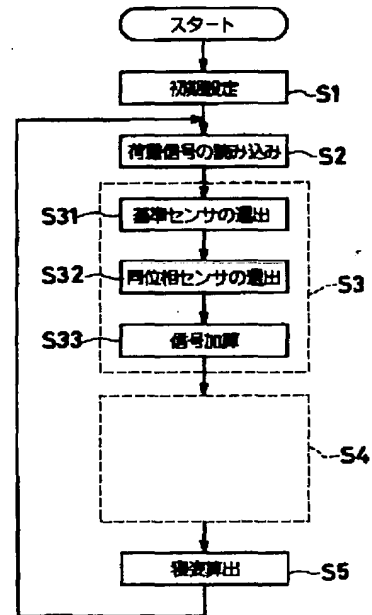 スタート
初期設定
S1
荷重信号の読み込み
S2
S31
基準センサの選出
S32
同位相センサの選出
S3
S33
信号加算
S4
寝姿算出
S5